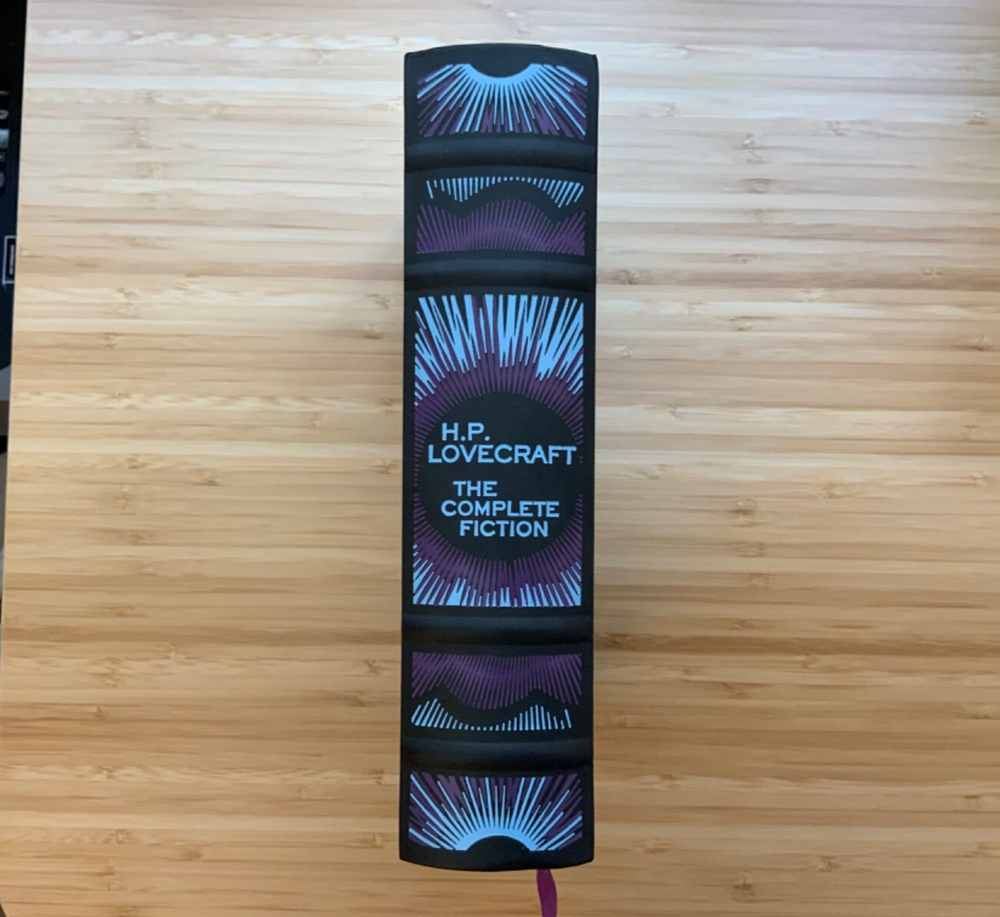 H.P.
LOVECRAFT
THE
COMPLETE
FICTION